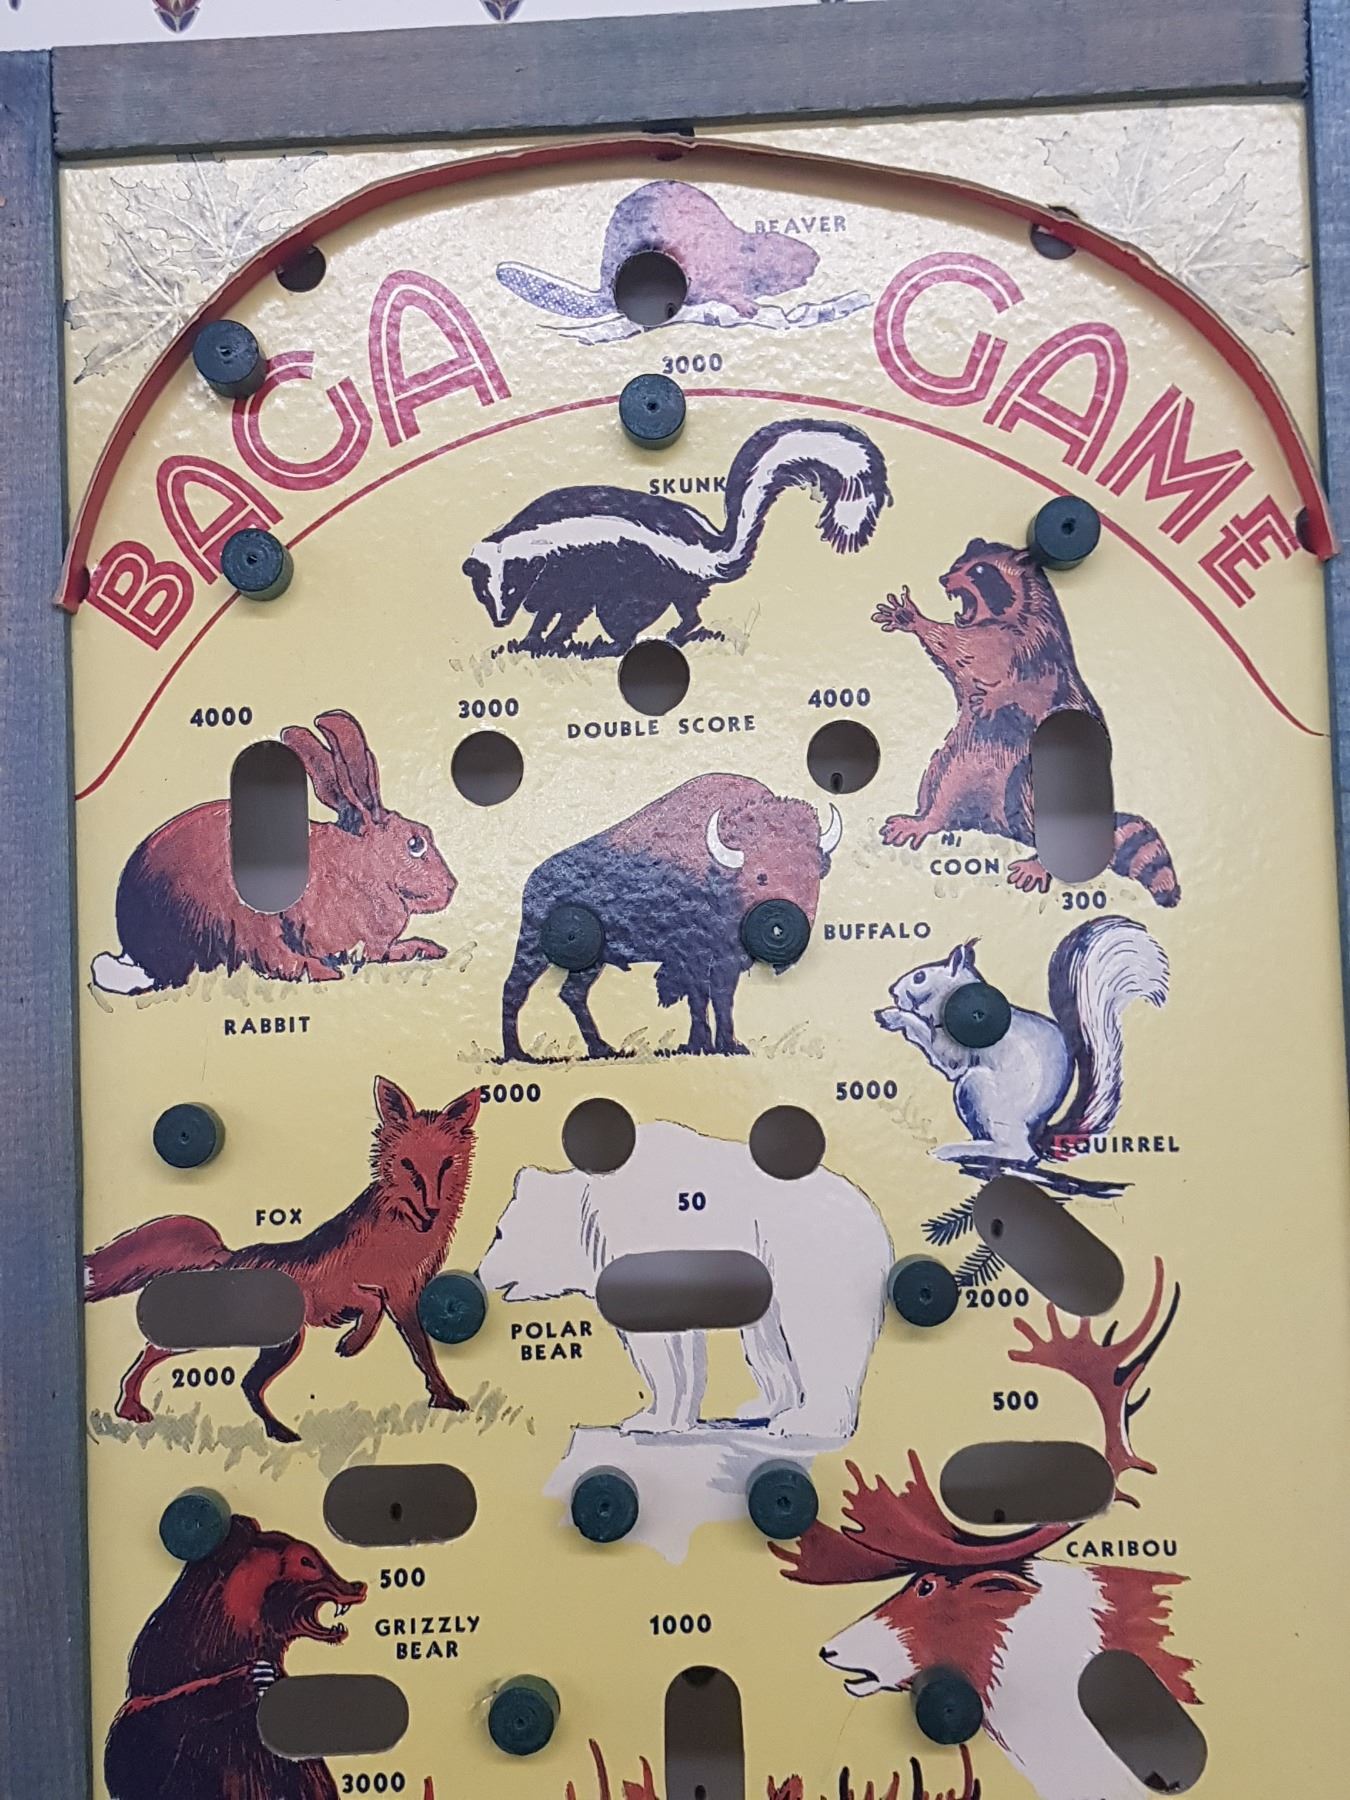 BEAVER
BAGA GAME
3000
SKUNK
4000
3000
DOUBLE SCORE
4000
COON
300
BUFFALO
RABBIT
5000
5000
SQUIRREL
50
FOX
2000
POLAR
BEAR
2000
500
CARIBOU
500
GRIZZLY
BEAR
1000
3000